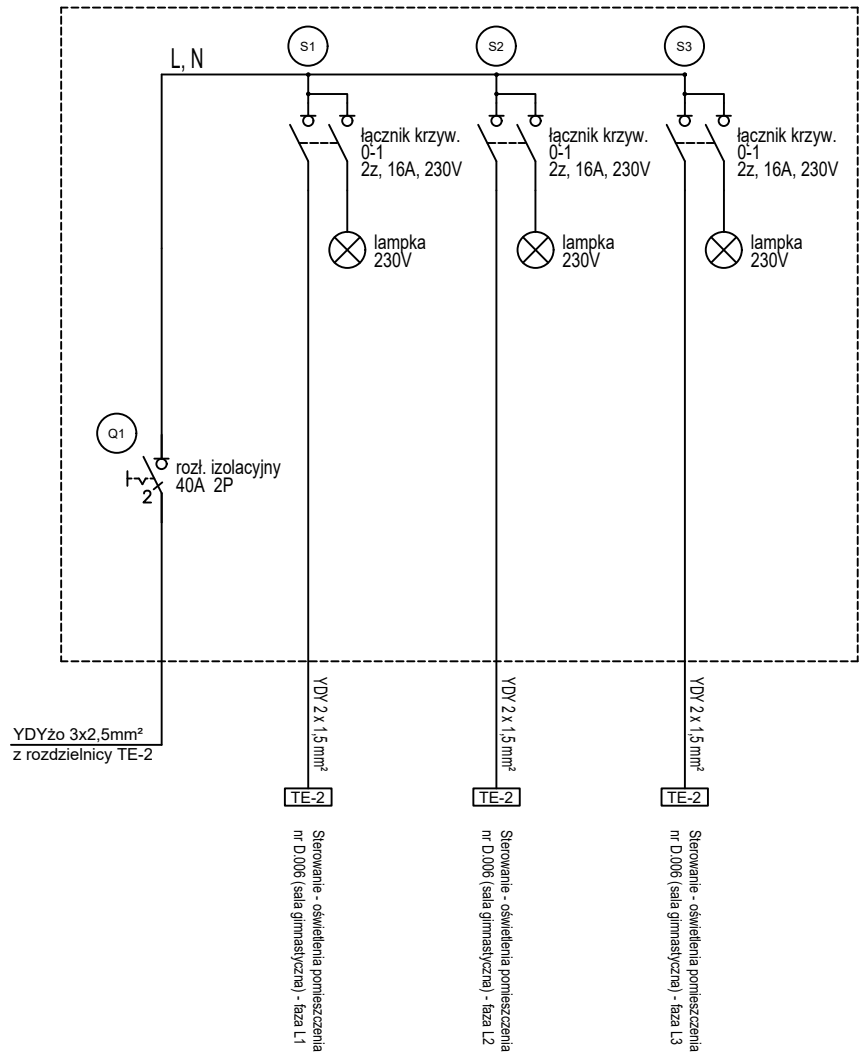 S1
S2
S3
L, N
łącznik krzyw.
0-1
2z, 16A, 230V
łącznik krzyw.
0-1
2z, 16A, 230V
łącznik krzyw.
0-1
2z, 16A, 230V
lampka
230V
lampka
230V
lampka
230V
Q1
rozł. izolacyjny
40A 2P
2
YDYżo 3x2,5mm²
z rozdzielnicy TE-2
YDY 2 x 1,5 mm²
YDY 2 x 1,5 mm²
YDY 2 x 1,5 mm²
TE-2
TE-2
TE-2
Sterowanie - oświetlenia pomieszczenia
nr D.006 (sala gimnastyczna) - faza L1
Sterowanie - oświetlenia pomieszczenia
nr D.006 (sala gimnastyczna) - faza L2
Sterowanie - oświetlenia pomieszczenia
nr D.006 (sala gimnastyczna) - faza L3